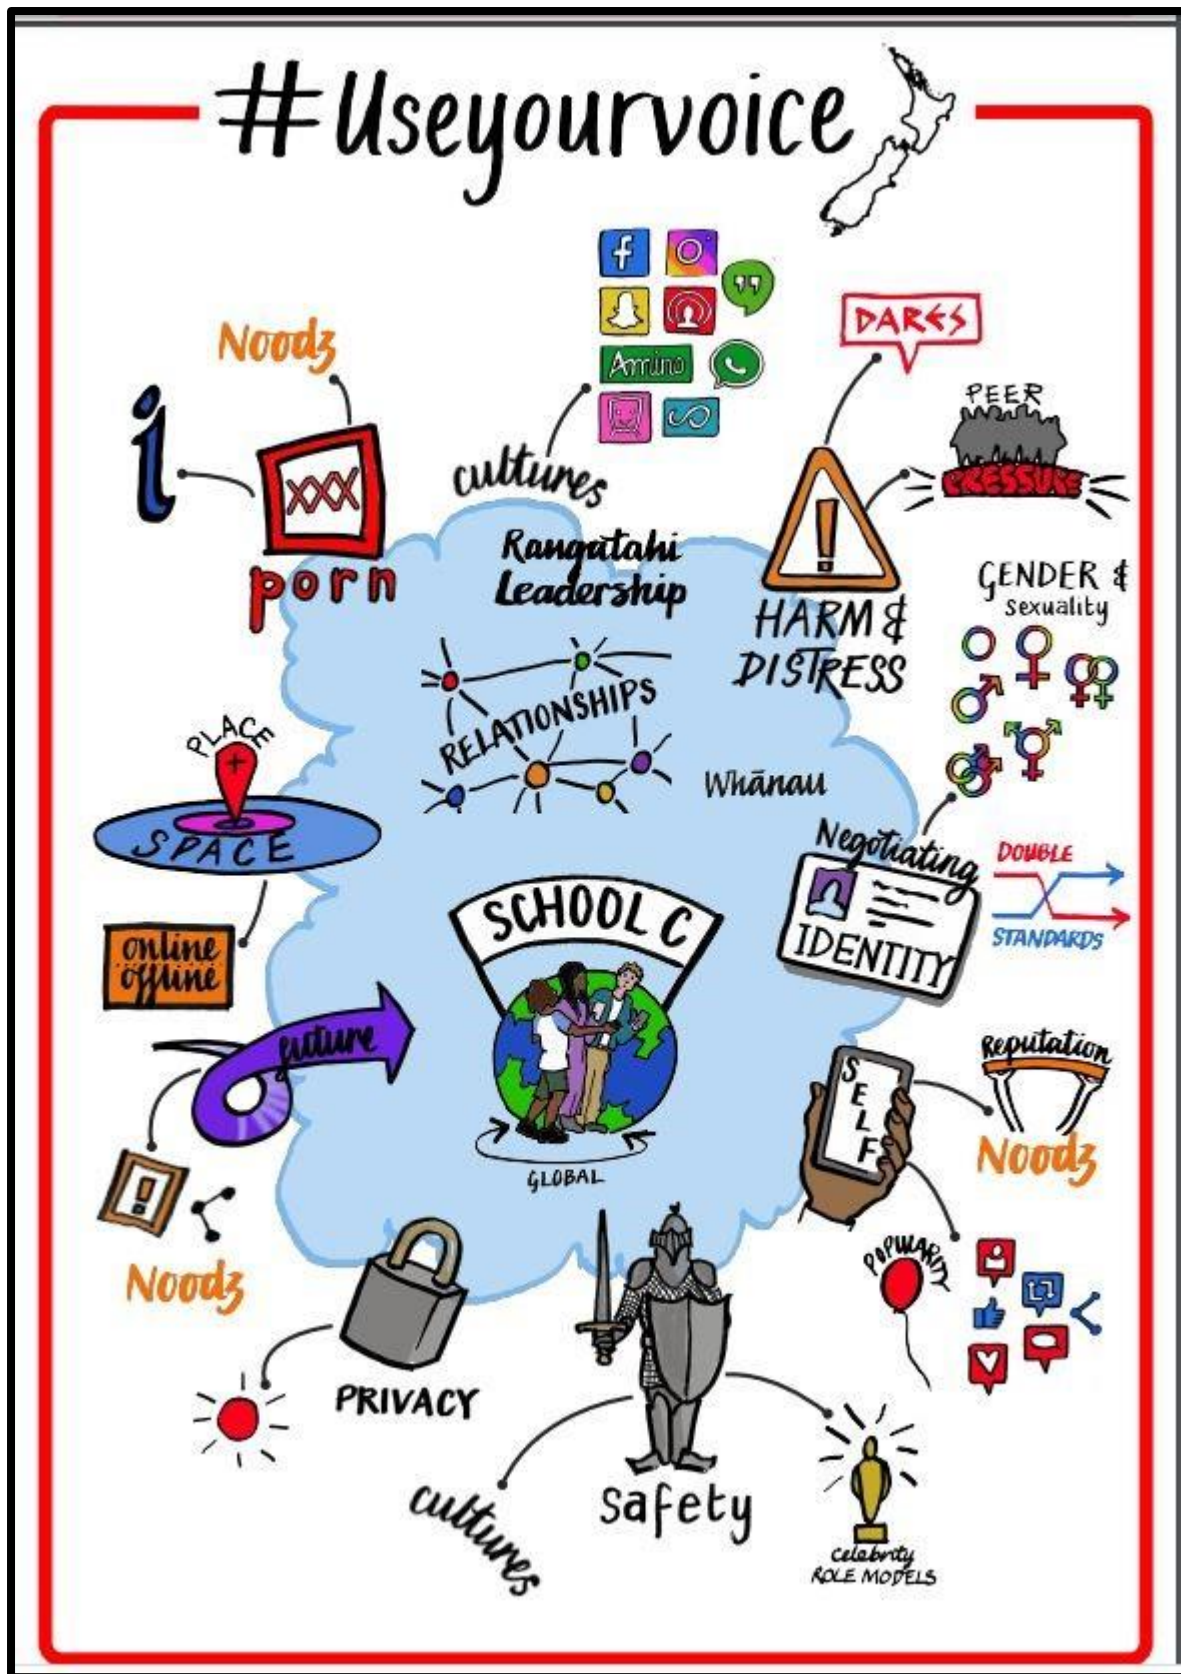 #Useyourvoice
Noodz
i
XXX
porn
cultures
Amino
DARES
PEER
PRESSURE
HARM &
DISTRESS
Rangatahi
Leadership
RELATIONSHIPS
Whānau
GENDER &
sexuality
PLACE
SPACE
online
offline
Negotiating
IDENTITY
DOUBLE
STANDARDS
SCHOOL C
GLOBAL
future
Noodz
SELF
Reputation
Noodz
POPULARITY
PRIVACY
cultures
safety
celebrity
ROLE MODELS